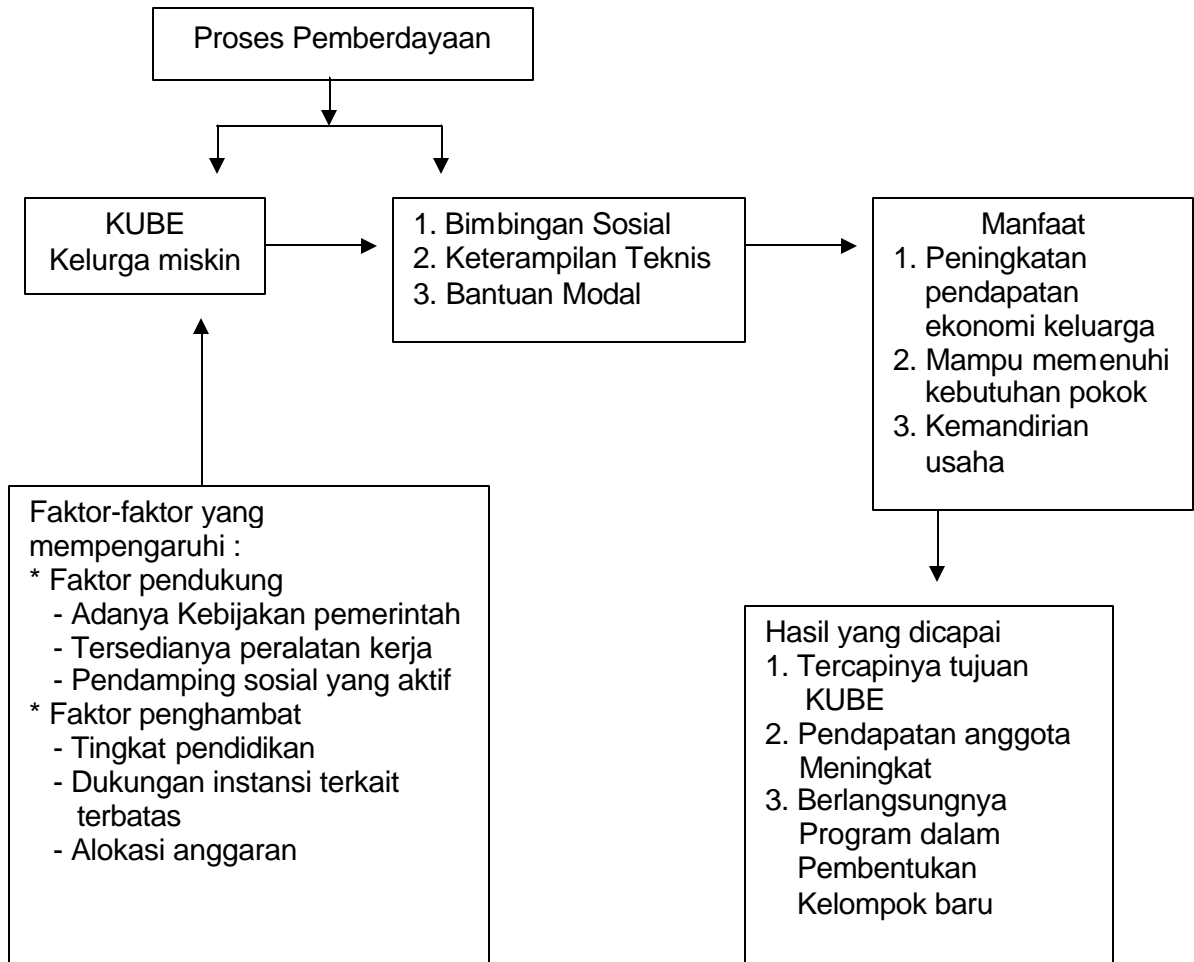 Proses Pemberdayaan
KUBE
Kelurga miskin
1. Bimbingan Sosial
2. Keterampilan Teknis
3. Bantuan Modal
Manfaat
1. Peningkatan
pendapatan
ekonomi keluarga
2. Mampu memenuhi
kebutuhan pokok
3. Kemandirian
usaha
Faktor-faktor yang
mempengaruhi :
* Faktor pendukung
- Adanya Kebijakan pemerintah
- Tersedianya peralatan kerja
- Pendamping sosial yang aktif
* Faktor penghambat
- Tingkat pendidikan
- Dukungan instansi terkait
terbatas
- Alokasi anggaran
Hasil yang dicapai
1. Tercapinya tujuan
KUBE
2. Pendapatan anggota
Meningkat
3. Berlangsungnya
Program dalam
Pembentukan
Kelompok baru